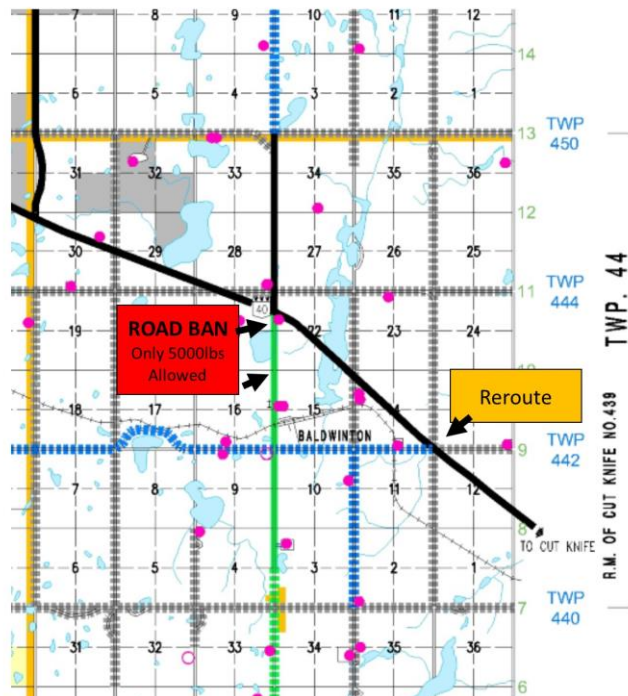 7 8 9 10 11 12
14
6 5 4 3 2 1
TWP
13
450
31 32 33 34 35 36
12
30 29 28 27 26 25
TWP
11
444
40
ROAD BAN
Only 5000lbs
Allowed
19 22 23 24
Reroute
18 17 16 15
BALDWINTON
TWP
9
442
7 8 9 10 11 12
8
TO CUT KNIFE
6 5 4 3 2 1
TWP
7
440
31 32 33 34 35 36
6
R.M. OF CUT KNIFE NO.439
TWP. 44